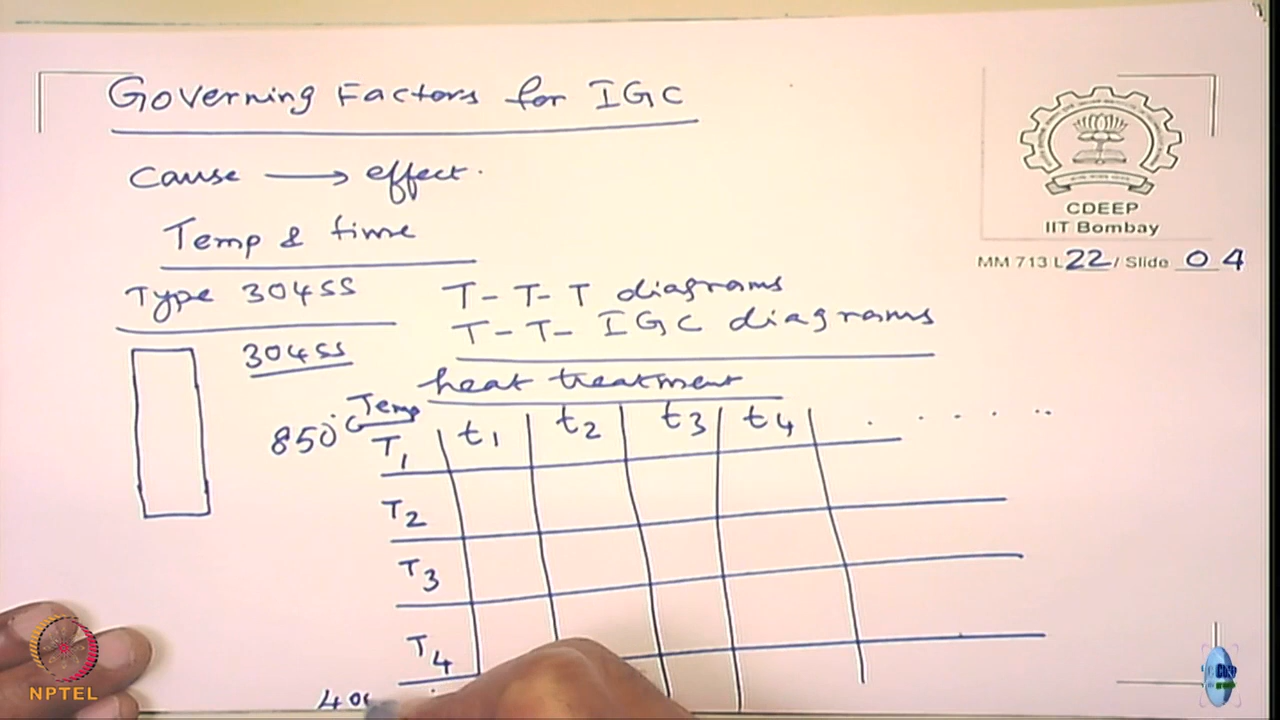 Governing Factors for IGC
Cause → effect.
Temp & time
Type 304SS
T-T-T diagrams
T-T-IGC diagrams
304SS
heat treatment
850°C
Temp
t1 t2 t3 t4 . . . . ..
T1
T2
T3
T4
CDEEP
IIT Bombay
MM 713 L22 / Slide 04
NPTEL